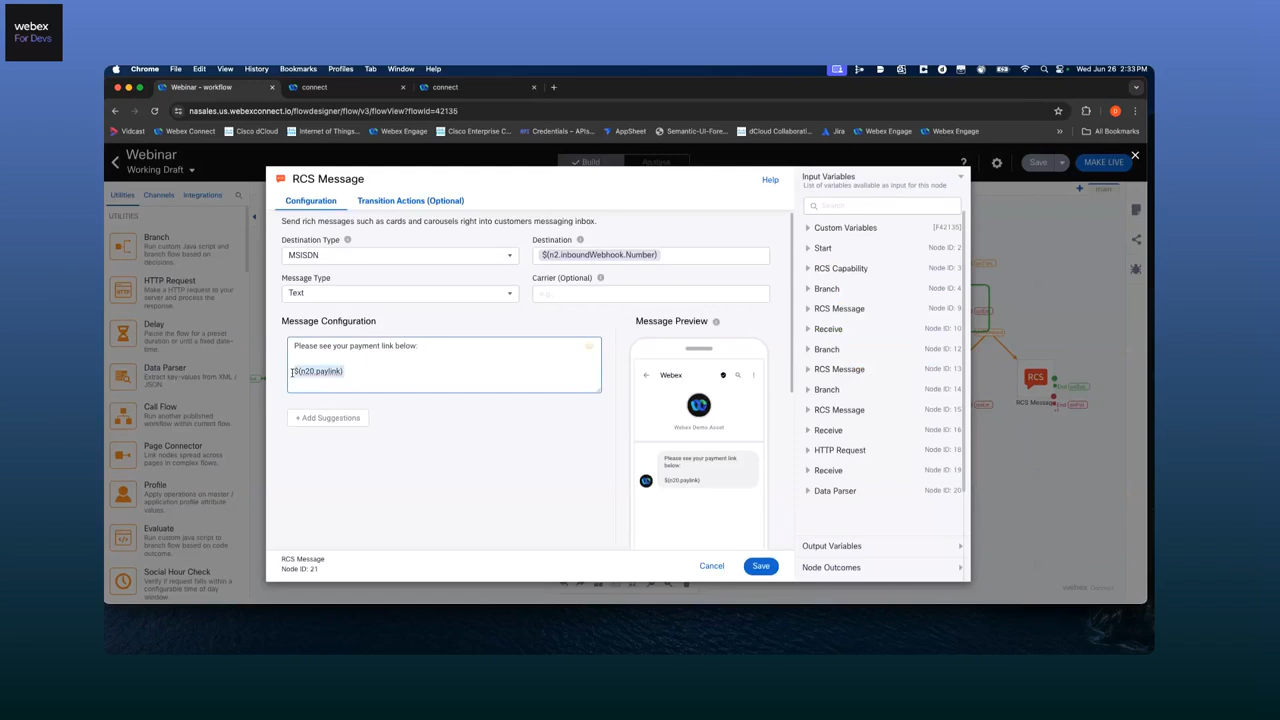 webex
For Devs
Chrome File Edit View History Bookmarks Profiles Tab Window Help
Wed Jun 26 2:33 PM
Webinar - workflow
connect
connect
nasales.us.webexconnect.io/flowdesigner/flow/v3/flowView?flowId=42135
Vidcast
Webex Connect
Cisco dCloud
Internet of Things...
Webex Engage
Cisco Enterprise C...
Credentials – APIs...
AppSheet
Semantic-UI-Fore...
dCloud Collaborati...
Jira
Webex Engage
Webex Engage
All Bookmarks
Webinar
Working Draft
Build
Analyse
Save
MAKE LIVE
Utilities Channels Integrations
UTILITIES
Branch
Run custom Java script and branch flow based on decisions.
HTTP Request
Make a HTTP request to your server and process the response.
Delay
Pause the flow for a preset duration or until a fixed date-time.
Data Parser
Extract key-values from XML / JSON.
Call Flow
Run another published workflow within current flow.
Page Connector
Link nodes spread across pages in complex flows.
Profile
Apply operations on master / application profile attribute values.
Evaluate
Run custom java script to branch flow based on code outcome.
Social Hour Check
Verify if request falls within a configurable time of day window
RCS Message
Help
Configuration
Transition Actions (Optional)
Send rich messages such as cards and carousels right into customers messaging inbox.
Destination Type
MSISDN
Destination
$(n2.inboundWebhook.Number)
Message Type
Text
Carrier (Optional)
e.g.
Message Configuration
Please see your payment link below:
$(n20.paylink)
+ Add Suggestions
Message Preview
Webex
Webex Demo Asset
Please see your payment link
below:
$(n20.paylink)
RCS Message
Node ID: 21
Cancel
Save
Input Variables
List of variables available as input for this node
Search
Custom Variables [F42135]
Start Node ID: 2
RCS Capability Node ID: 3
Branch Node ID: 4
RCS Message Node ID: 9
Receive Node ID: 10
Branch Node ID: 12
RCS Message Node ID: 13
Branch Node ID: 14
RCS Message Node ID: 15
Receive Node ID: 16
HTTP Request Node ID: 18
Receive Node ID: 19
Data Parser Node ID: 20
Output Variables
Node Outcomes
main
RCS
RCS Message
webex Connect